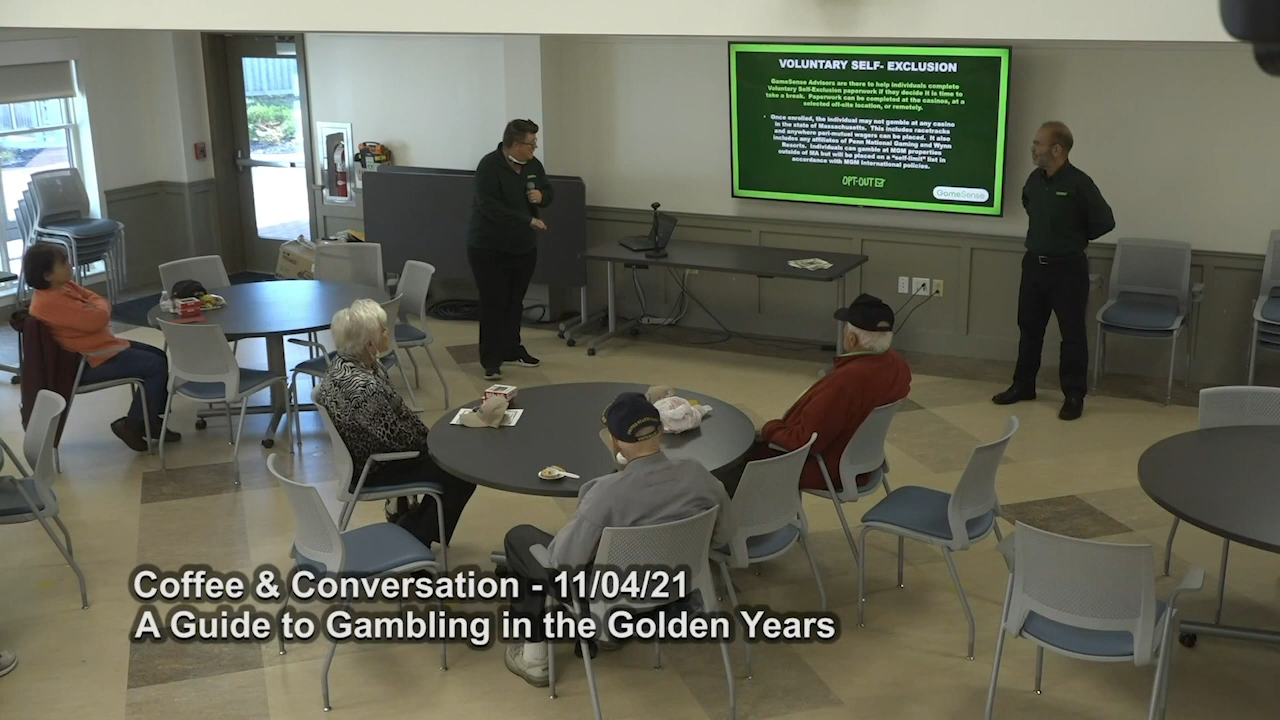 VOLUNTARY SELF- EXCLUSION
GameSense Advisors are there to help individuals complete
Voluntary Self-Exclusion paperwork if they decide it is time to
take a break. Paperwork can be completed at the casinos, at a
selected off-site location, or remotely.
• Once enrolled, the individual may not gamble at any casino
in the state of Massachusetts. This includes racetracks
and anywhere pari-mutuel wagers can be placed. It also
includes any affiliates of Penn National Gaming and Wynn
Resorts. Individuals can gamble at MGM properties
outside of MA but will be placed on a "self-limit" list in
accordance with MGM International policies.
OPT-OUT
GameSense
Coffee & Conversation - 11/04/21
A Guide to Gambling in the Golden Years